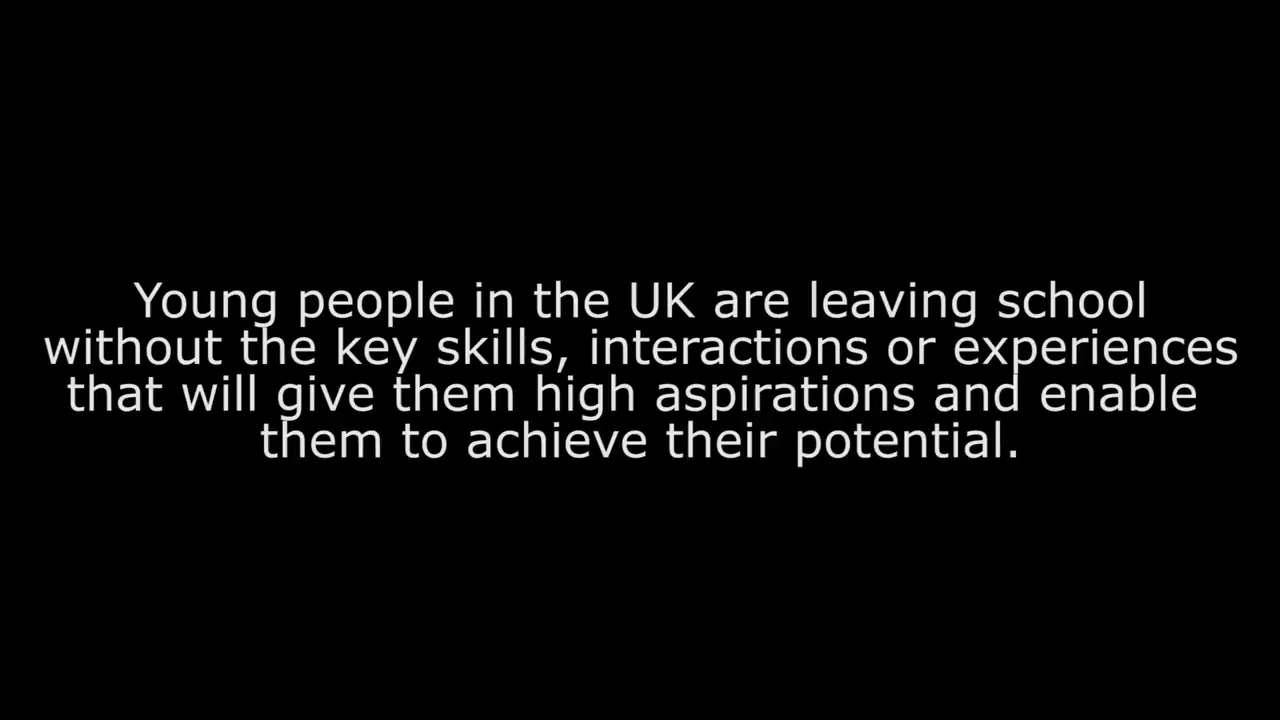 Young people in the UK are leaving school
without the key skills, interactions or experiences
that will give them high aspirations and enable
them to achieve their potential.